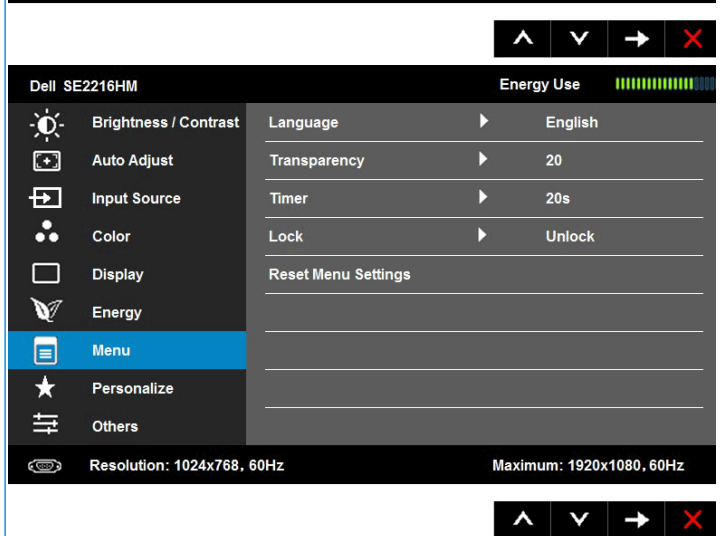 Dell SE2216HM Energy Use
Brightness / Contrast Language English
Auto Adjust Transparency 20
Input Source Timer 20s
Color Lock Unlock
Display Reset Menu Settings
Energy
Menu
Personalize
Others
Resolution: 1024x768, 60Hz Maximum: 1920x1080, 60Hz